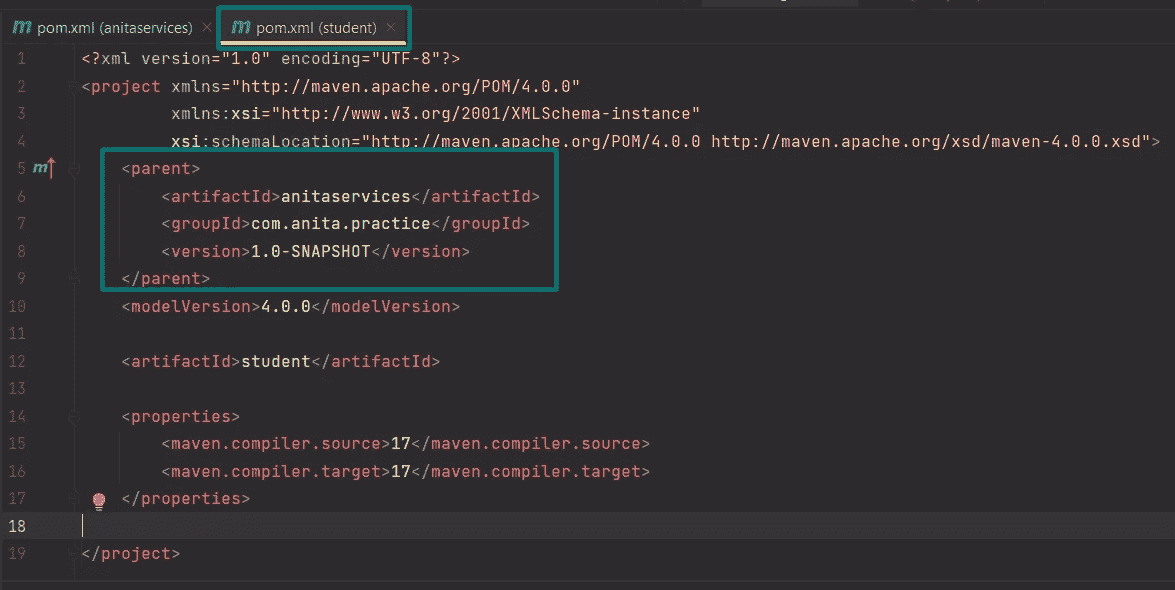 pom.xml (anitaservices) × pom.xml (student) ×
1 <?xml version="1.0" encoding="UTF-8"?>
2 <project xmlns="http://maven.apache.org/POM/4.0.0"
3 xmlns:xsi="http://www.w3.org/2001/XMLSchema-instance"
4 xsi:schemaLocation="http://maven.apache.org/POM/4.0.0 http://maven.apache.org/xsd/maven-4.0.0.xsd">
5 m <parent>
6 <artifactId>anitaservices</artifactId>
7 <groupId>com.anita.practice</groupId>
8 <version>1.0-SNAPSHOT</version>
9 </parent>
10 <modelVersion>4.0.0</modelVersion>
11
12 <artifactId>student</artifactId>
13
14 <properties>
15 <maven.compiler.source>17</maven.compiler.source>
16 <maven.compiler.target>17</maven.compiler.target>
17 </properties>
18
19 </project>